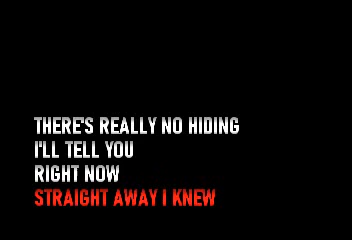 THERE'S REALLY NO HIDING
I'LL TELL YOU
RIGHT NOW
STRAIGHT AWAY I KNEW